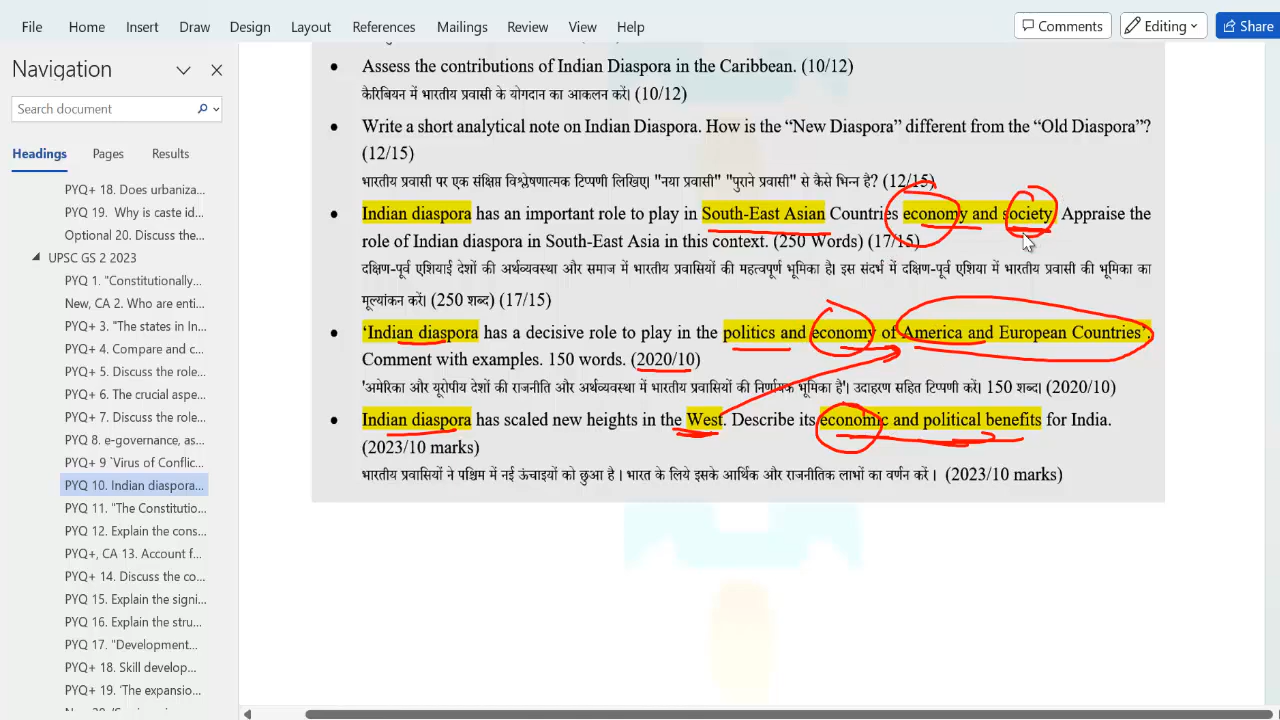 File Home Insert Draw Design Layout References Mailings Review View Help Comments Editing Share
Navigation
Search document
Headings Pages Results
PYQ+ 18. Does urbaniza...
PYQ 19. Why is caste id...
Optional 20. Discuss the...
UPSC GS 2 2023
PYQ 1. "Constitutionally...
New, CA 2. Who are enti...
PYQ+ 3. "The states in In...
PYQ+ 4. Compare and c...
PYQ+ 5. Discuss the role...
PYQ+ 6. The crucial aspe...
PYQ+ 7. Discuss the role...
PYQ 8. e-governance, as...
PYQ+ 9 'Virus of Conflic...
PYQ 10. Indian diaspora...
PYQ 11. "The Constitutio...
PYQ 12. Explain the cons...
PYQ+, CA 13. Account f...
PYQ+ 14. Discuss the co...
PYQ 15. Explain the signi...
PYQ 16. Explain the stru...
PYQ 17. "Development...
PYQ+ 18. Skill develop...
PYQ+ 19. 'The expansio...
• Assess the contributions of Indian Diaspora in the Caribbean. (10/12)
कैरिबियन में भारतीय प्रवासी के योगदान का आकलन करें। (10/12)
• Write a short analytical note on Indian Diaspora. How is the “New Diaspora” different from the “Old Diaspora”?
(12/15)
भारतीय प्रवासी पर एक संक्षिप्त विश्लेषणात्मक टिप्पणी लिखिए। "नया प्रवासी" "पुराने प्रवासी" से कैसे भिन्न है? (12/15)
• Indian diaspora has an important role to play in South-East Asian Countries economy and society. Appraise the
role of Indian diaspora in South-East Asia in this context. (250 Words) (17/15)
दक्षिण-पूर्व एशियाई देशों की अर्थव्यवस्था और समाज में भारतीय प्रवासियों की महत्वपूर्ण भूमिका है। इस संदर्भ में दक्षिण-पूर्व एशिया में भारतीय प्रवासी की भूमिका का
मूल्यांकन करें। (250 शब्द) (17/15)
• ‘Indian diaspora has a decisive role to play in the politics and economy of America and European Countries’.
Comment with examples. 150 words. (2020/10)
'अमेरिका और यूरोपीय देशों की राजनीति और अर्थव्यवस्था में भारतीय प्रवासियों की निर्णायक भूमिका है'। उदाहरण सहित टिप्पणी करें। 150 शब्द। (2020/10)
• Indian diaspora has scaled new heights in the West. Describe its economic and political benefits for India.
(2023/10 marks)
भारतीय प्रवासियों ने पश्चिम में नई ऊंचाइयों को छुआ है। भारत के लिये इसके आर्थिक और राजनीतिक लाभों का वर्णन करें। (2023/10 marks)